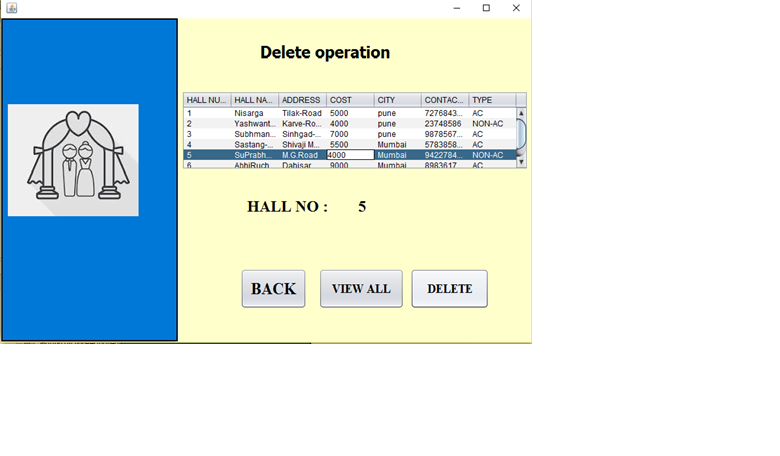 Delete operation
HALL NU... HALL NA... ADDRESS COST CITY CONTAC... TYPE
1 Nisarga Tilak-Road 5000 pune 7276843... AC
2 Yashwant... Karve-Ro... 4000 pune 23748586 NON-AC
3 Subhman... Sinhgad-... 7000 pune 9878567... AC
4 Sastang-... Shivaji M... 5500 Mumbai 5783858... AC
5 SuPrabh... M.G.Road 4000 Mumbai 9422784... NON-AC
6 AbhiRuch... Dahisar 9000 Mumbai 8983617... AC
HALL NO : 5
BACK VIEW ALL DELETE